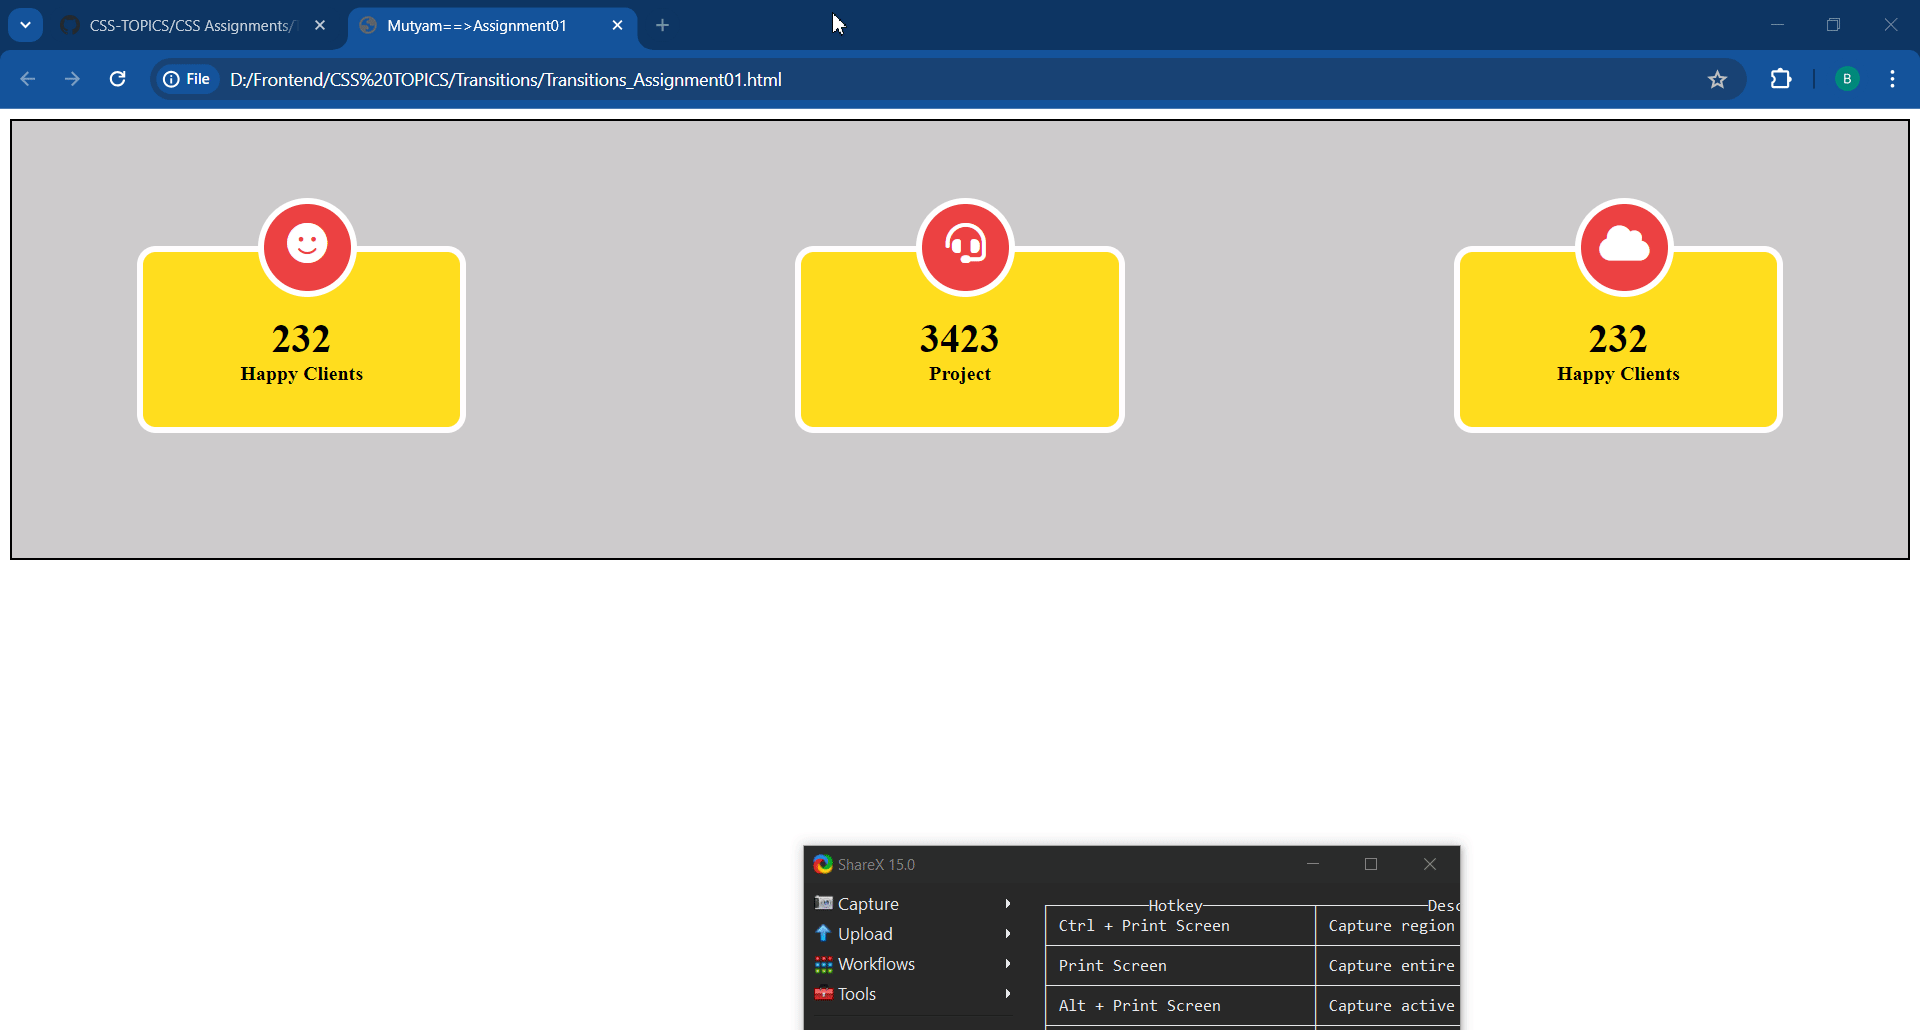 CSS-TOPICS/CSS Assignments/
Mutyam==>Assignment01
File
D:/Frontend/CSS%20TOPICS/Transitions/Transitions_Assignment01.html
B
232
Happy Clients
3423
Project
232
Happy Clients
ShareX 15.0
Capture
Upload
Workflows
Tools
Hotkey
Desc
Ctrl + Print Screen
Capture region
Print Screen
Capture entire
Alt + Print Screen
Capture active